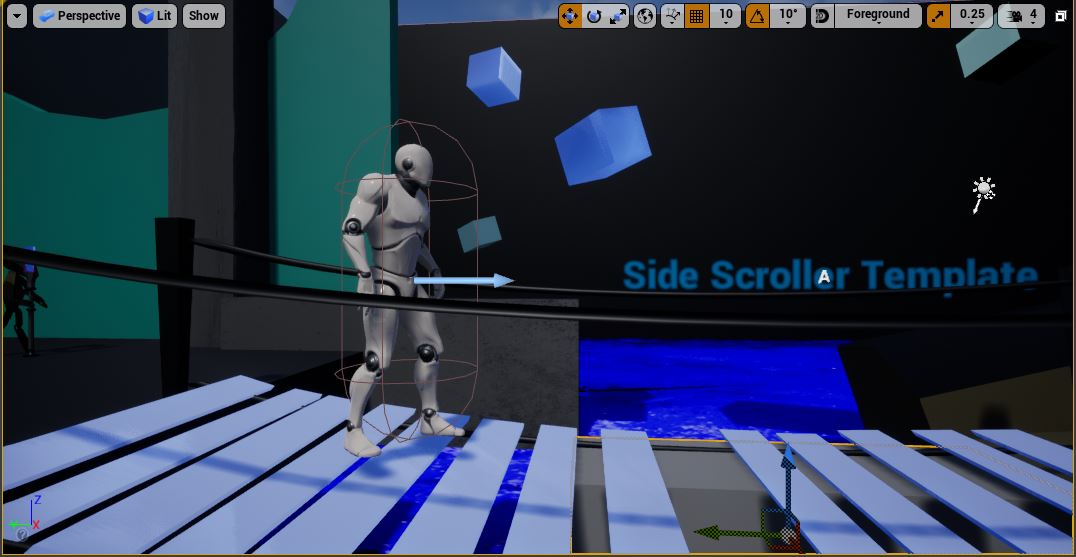 Perspective Lit Show 10 10° Foreground 0.25 4
Side Scroller Template
A
Z
Y X